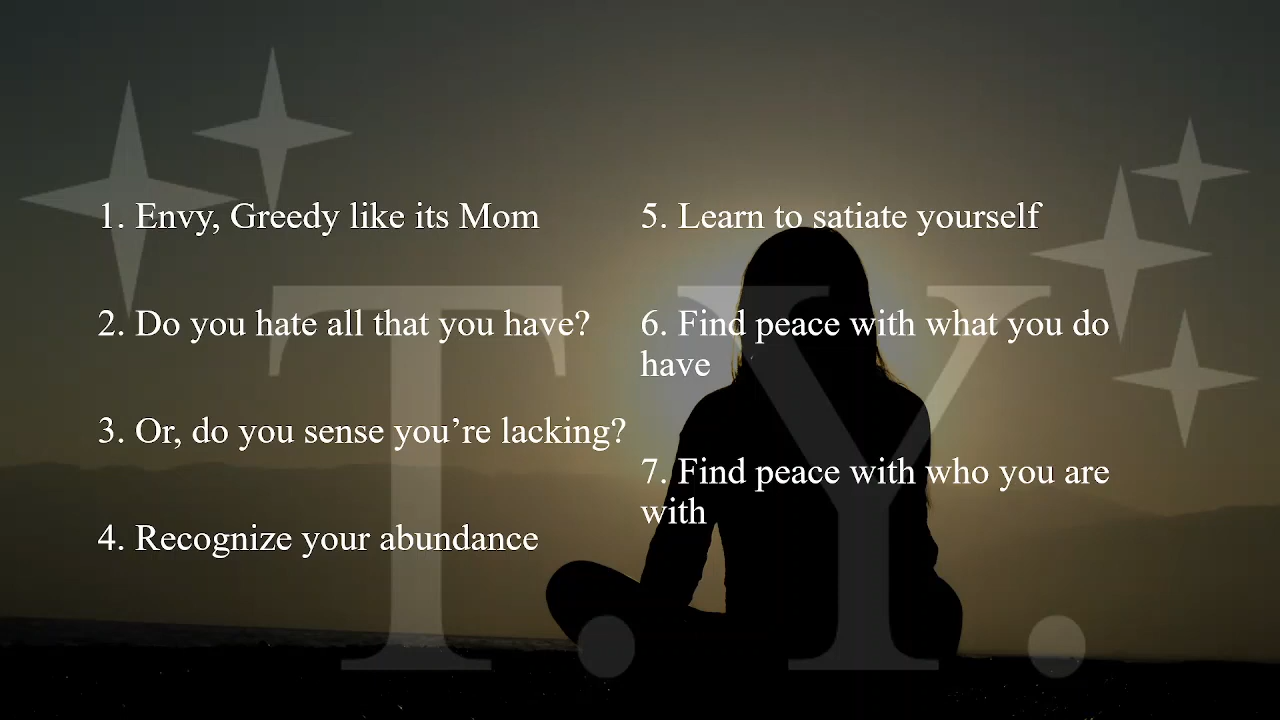 1. Envy, Greedy like its Mom
2. Do you hate all that you have?
3. Or, do you sense you’re lacking?
4. Recognize your abundance
5. Learn to satiate yourself
6. Find peace with what you do
have
7. Find peace with who you are
with
T.Y.